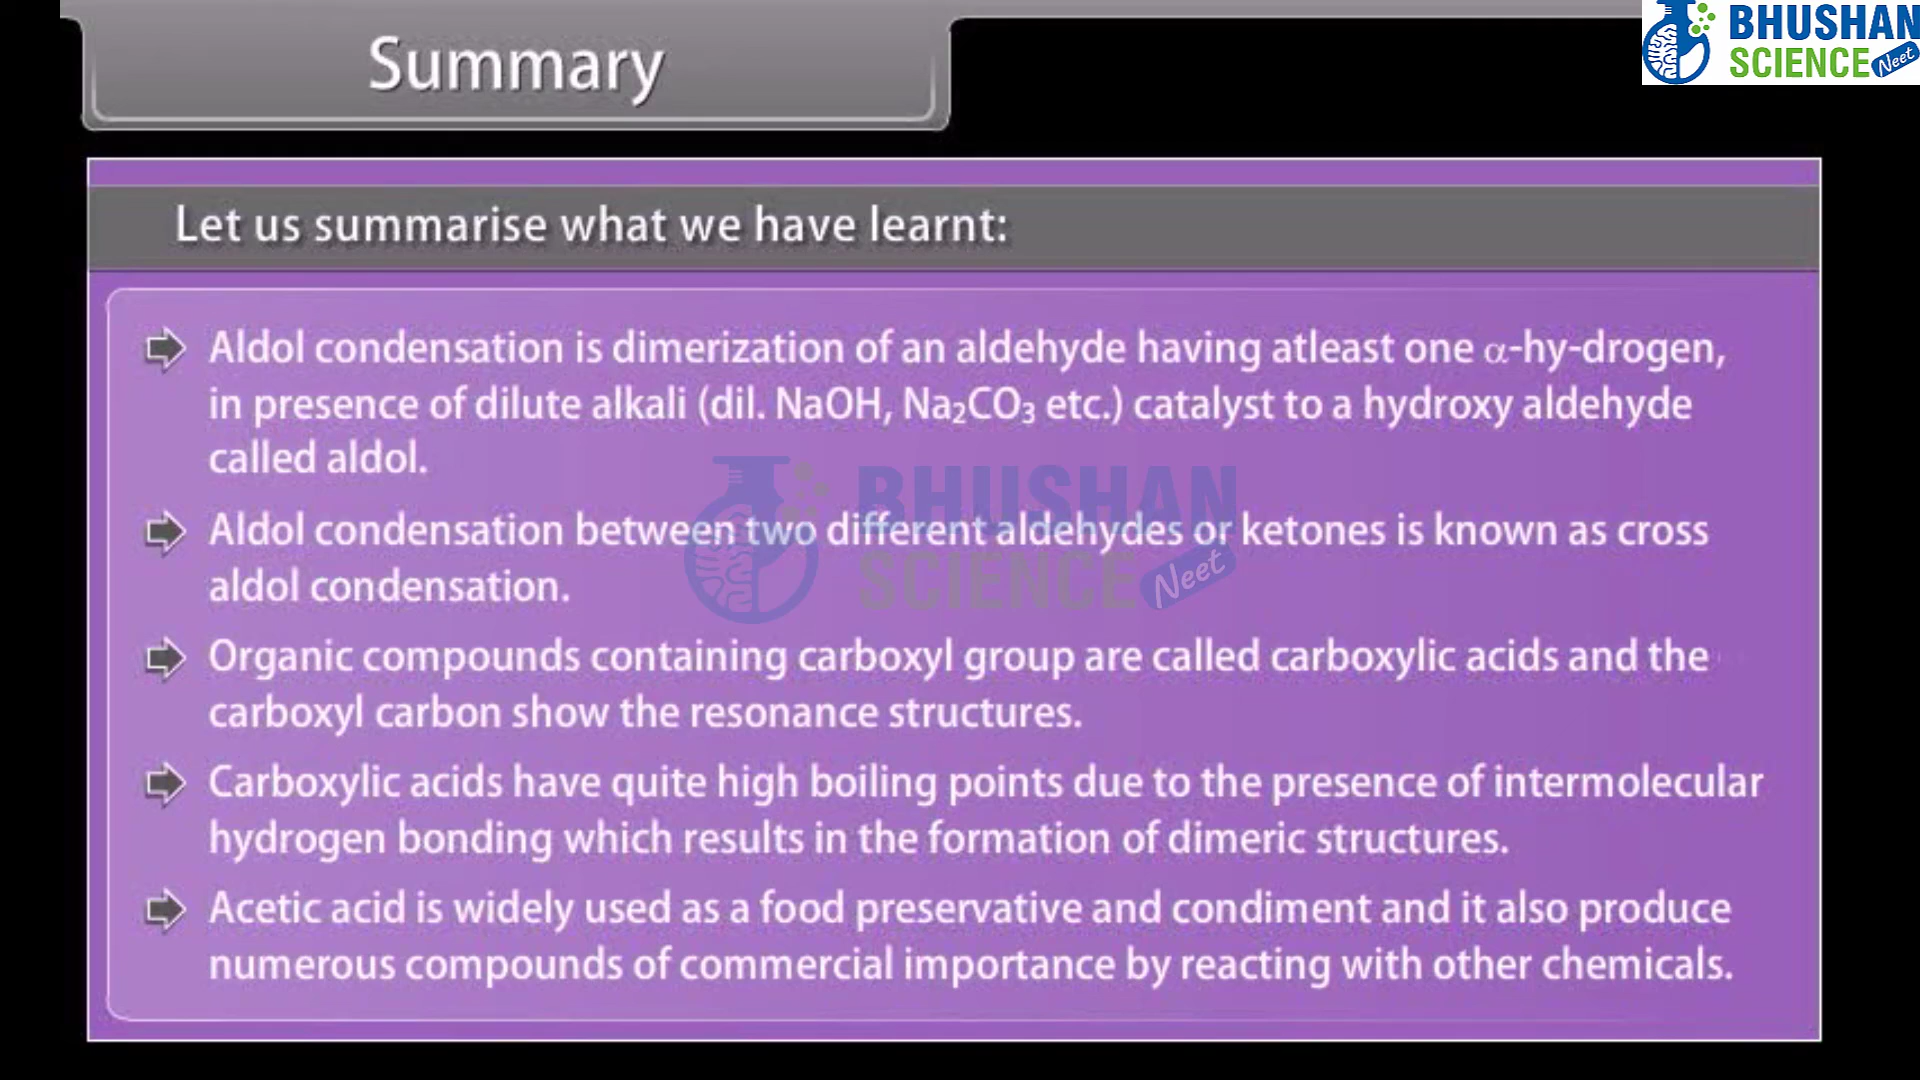 Summary
BHUSHAN
SCIENCE Neet
Let us summarise what we have learnt:
Aldol condensation is dimerization of an aldehyde having atleast one α-hy-drogen,
in presence of dilute alkali (dil. NaOH, Na₂CO₃ etc.) catalyst to a hydroxy aldehyde
called aldol.
Aldol condensation between two different aldehydes or ketones is known as cross
aldol condensation.
BHUSHAN
SCIENCE Neet
Organic compounds containing carboxyl group are called carboxylic acids and the
carboxyl carbon show the resonance structures.
Carboxylic acids have quite high boiling points due to the presence of intermolecular
hydrogen bonding which results in the formation of dimeric structures.
Acetic acid is widely used as a food preservative and condiment and it also produce
numerous compounds of commercial importance by reacting with other chemicals.